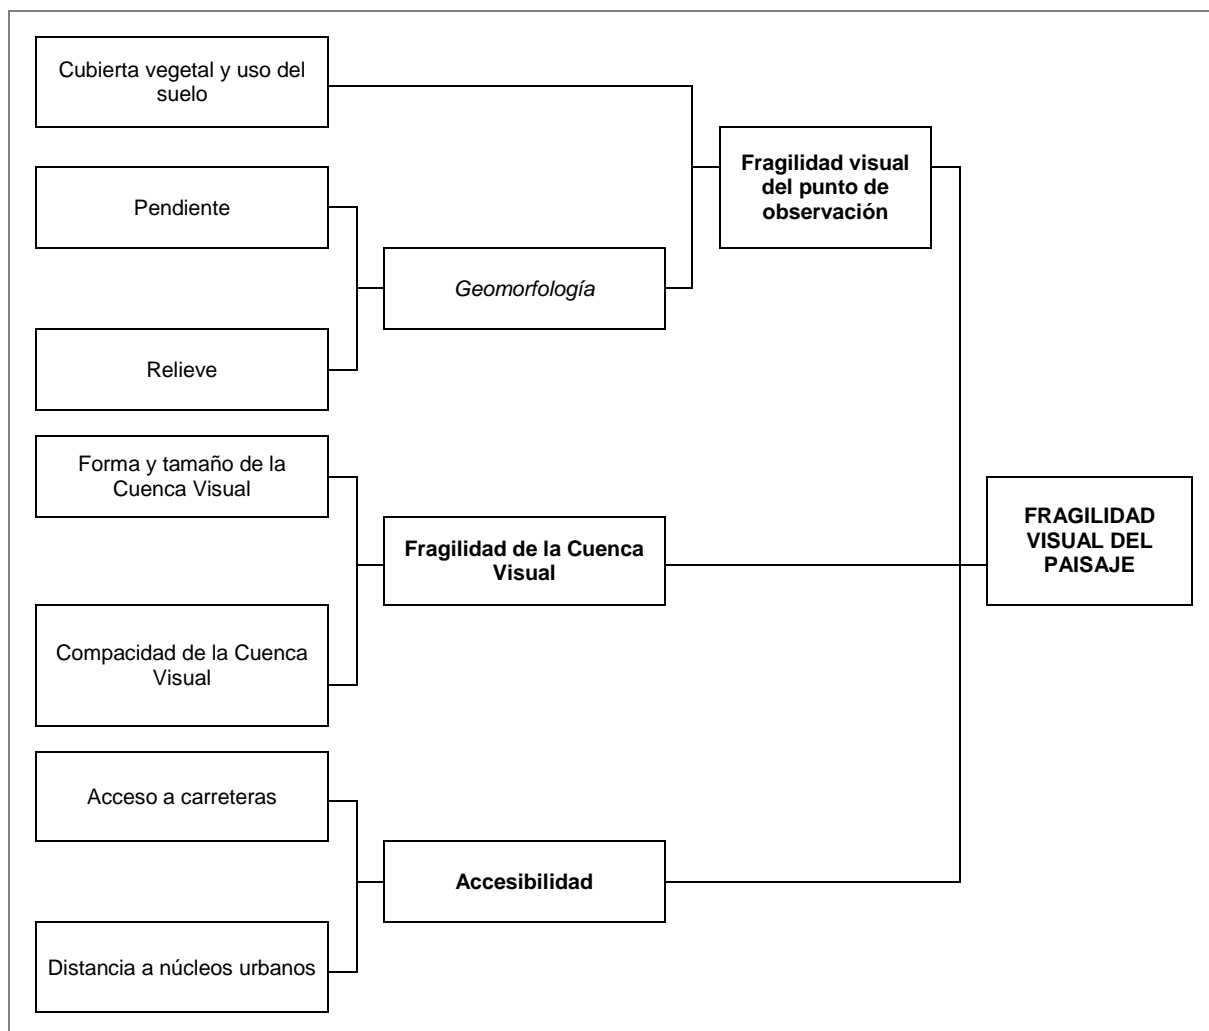 Cubierta vegetal y uso del
suelo
Fragilidad visual
del punto de
observación
Pendiente
Geomorfología
Relieve
Forma y tamaño de la
Cuenca Visual
FRAGILIDAD
VISUAL DEL
PAISAJE
Fragilidad de la Cuenca
Visual
Compacidad de la Cuenca
Visual
Acceso a carreteras
Accesibilidad
Distancia a núcleos urbanos